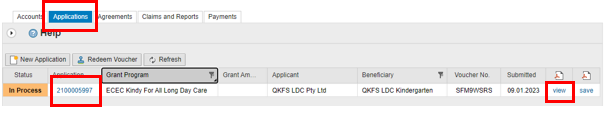 Accounts Applications Agreements Claims and Reports Payments
Help
New Application Redeem Voucher Refresh
Status Application Grant Program Grant Am... Applicant Beneficiary Voucher No. Submitted
In Process 2100005997 ECEC Kindy For All Long Day Care QKFS LDC Pty Ltd QKFS LDC Kindergarten SFM9WSRS 09.01.2023 view save